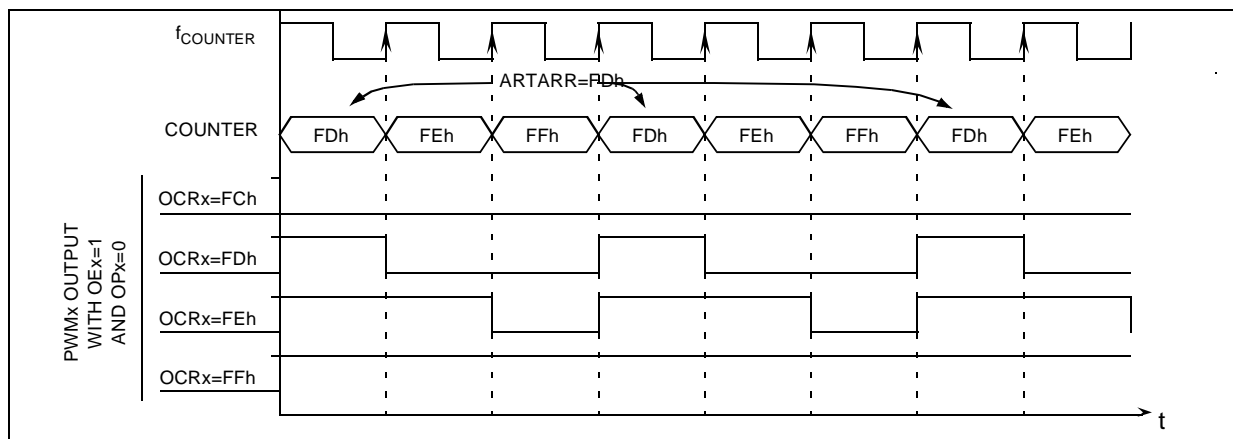 fCOUNTER
ARTARR=FDh
COUNTER
FDh FEh FFh FDh FEh FFh FDh FEh
PWMx OUTPUT
WITH OEx=1
AND OPx=0
OCRx=FCh
OCRx=FDh
OCRx=FEh
OCRx=FFh
t